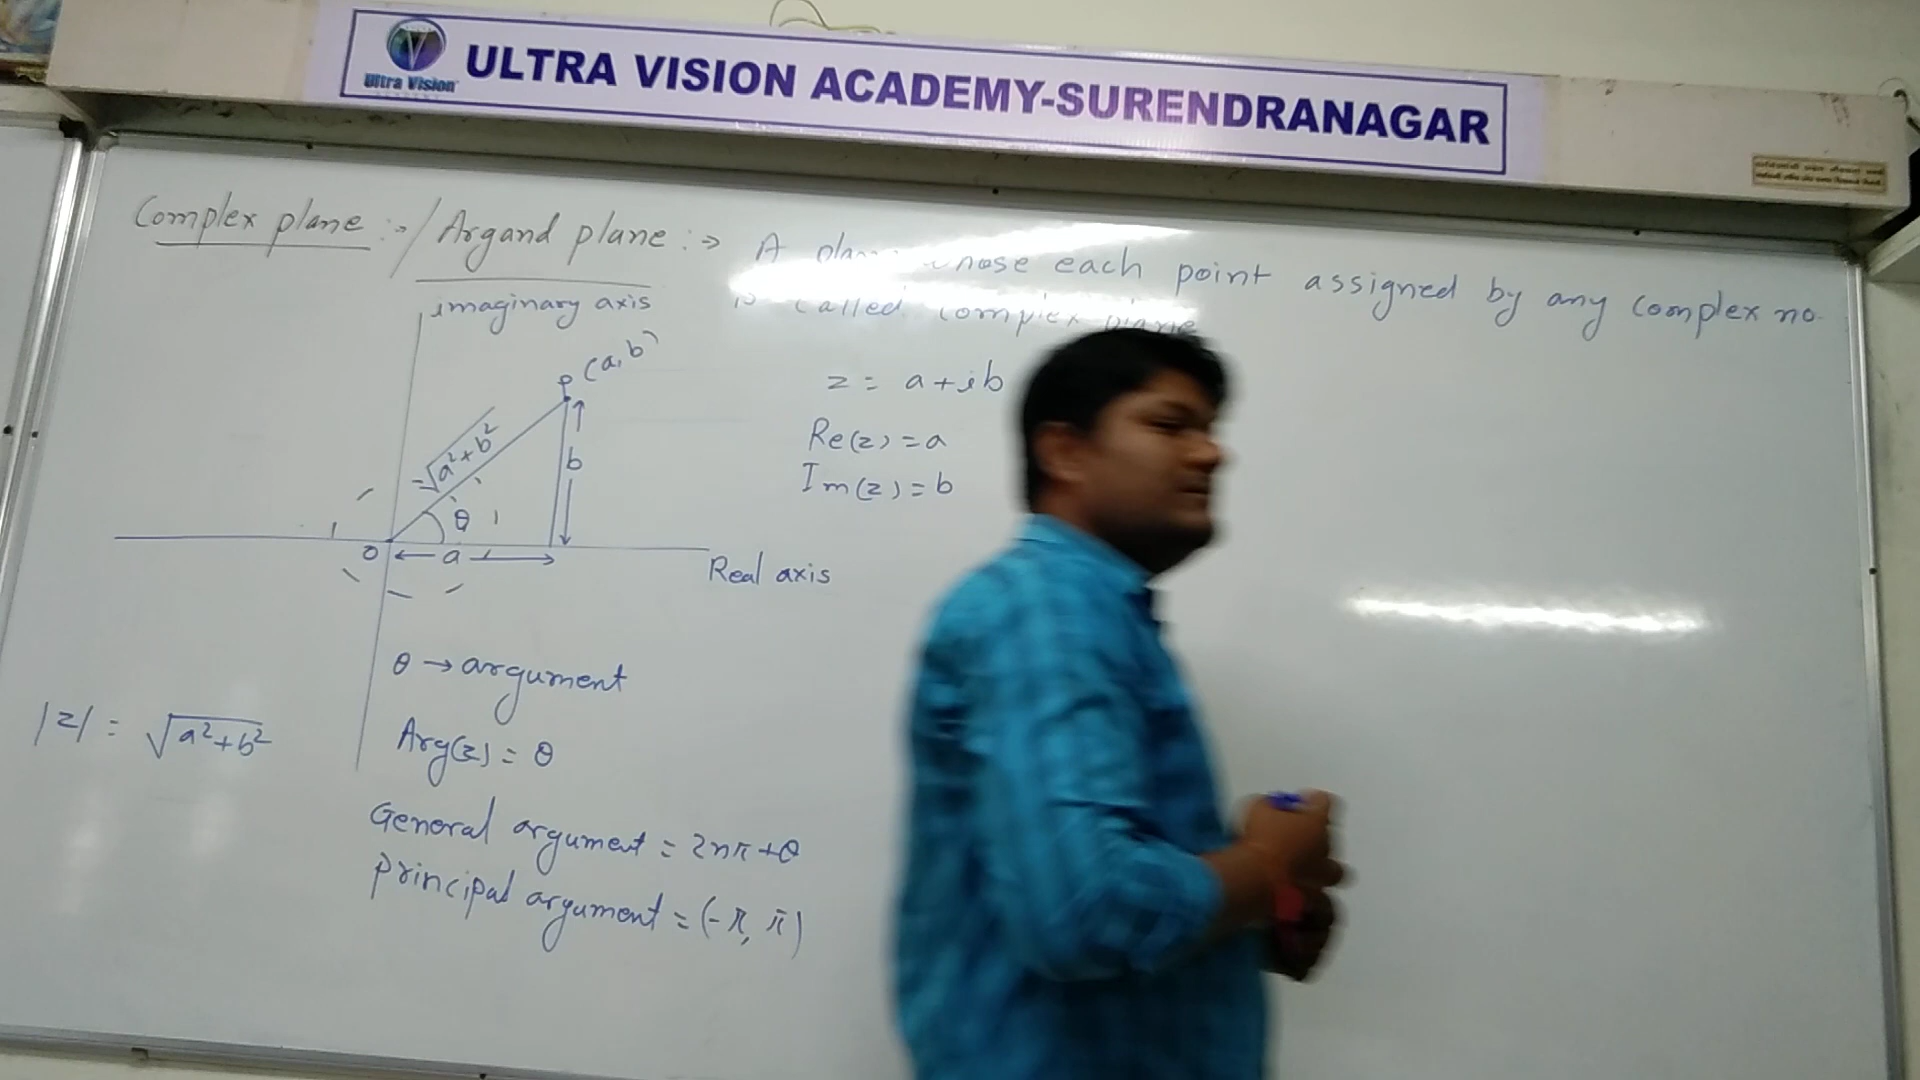 Ultra Vision
ULTRA VISION ACADEMY-SURENDRANAGAR
Complex plane :→ / Argand plane :→ A plane whose each point assigned by any complex no.
is called complex plane
imaginary axis
P (a, b)
√a²+b²
b
θ
O
a
Real axis
z = a+ib
Re(z) = a
Im(z) = b
θ → argument
|z| = √a²+b²
Arg(z) = θ
General argument = 2nπ+θ
Principal argument = (-π, π)